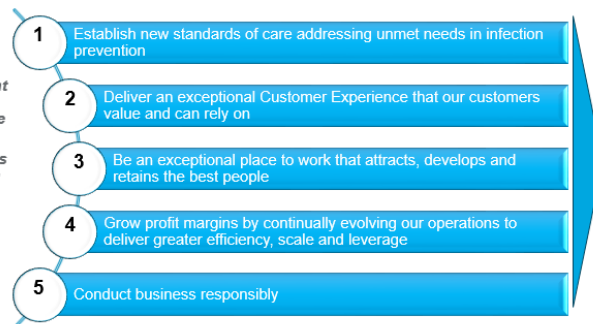 1
Establish new standards of care addressing unmet needs in infection
prevention
2
Deliver an exceptional Customer Experience that our customers
value and can rely on
3
Be an exceptional place to work that attracts, develops and
retains the best people
4
Grow profit margins by continually evolving our operations to
deliver greater efficiency, scale and leverage
5
Conduct business responsibly